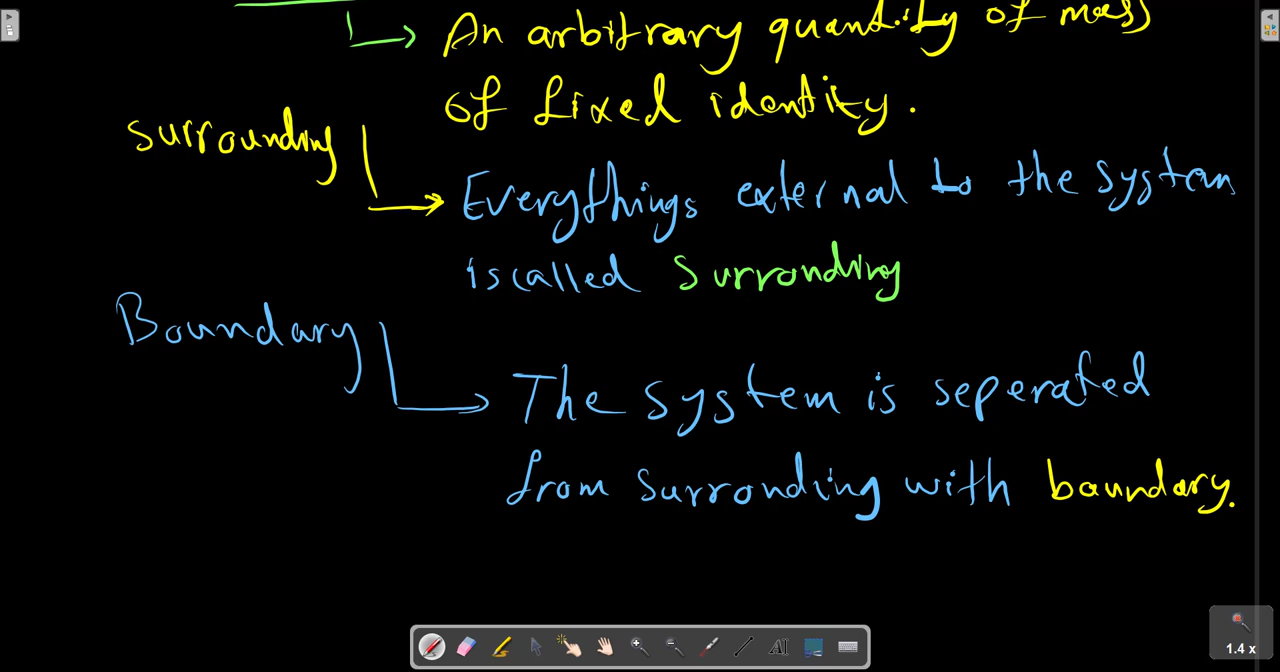 An arbitrary quantity of mass
of fixed identity.
Surrounding
Everythings external to the system
is called Surronding
Boundary
The system is seperated
from surronding with boundary.
AI
1.4 x